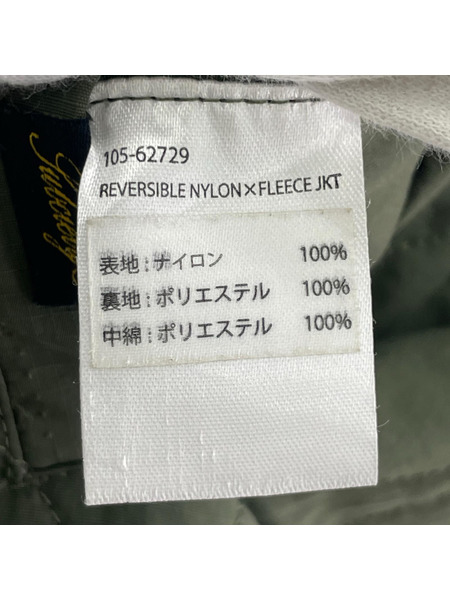 105-62729
REVERSIBLE NYLON×FLEECE JKT
表地:ナイロン 100%
裏地:ポリエステル 100%
中綿:ポリエステル 100%